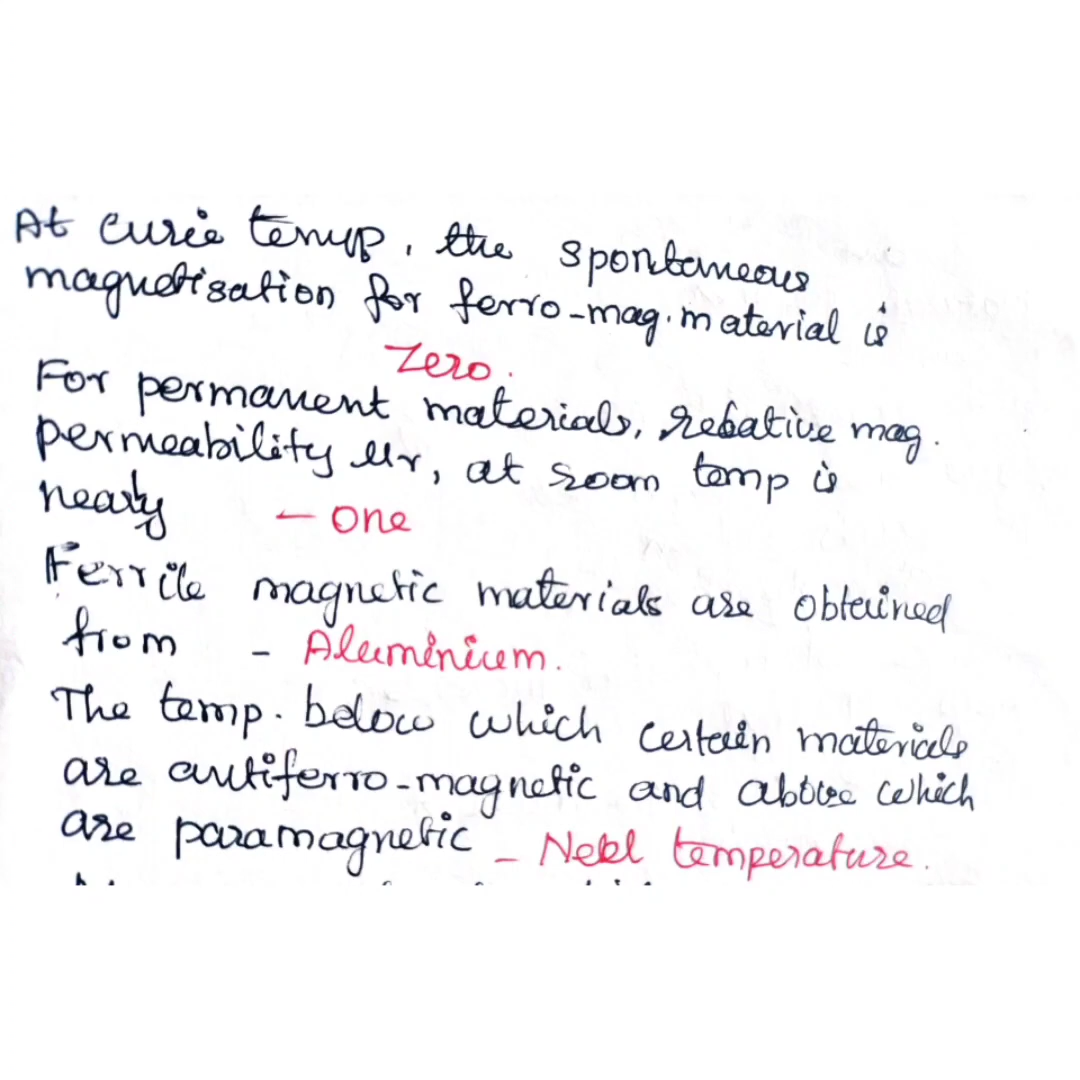 At Curie temp, the spontaneous
magnetisation for ferro-mag. material is
Zero.
For permanent materials, relative mag.
permeability μr, at room temp is
nearly - One
Ferrite magnetic materials are obtained
from - Aluminium.
The temp. below which certain materials
are antiferro-magnetic and above which
are paramagnetic - Neel temperature.